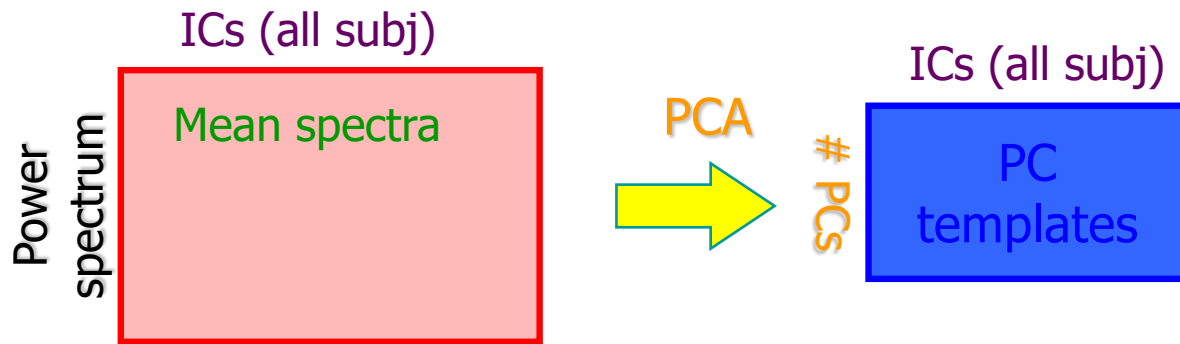 ICs (all subj)
Power
spectrum
Mean spectra
PCA
ICs (all subj)
# PCs
PC
templates